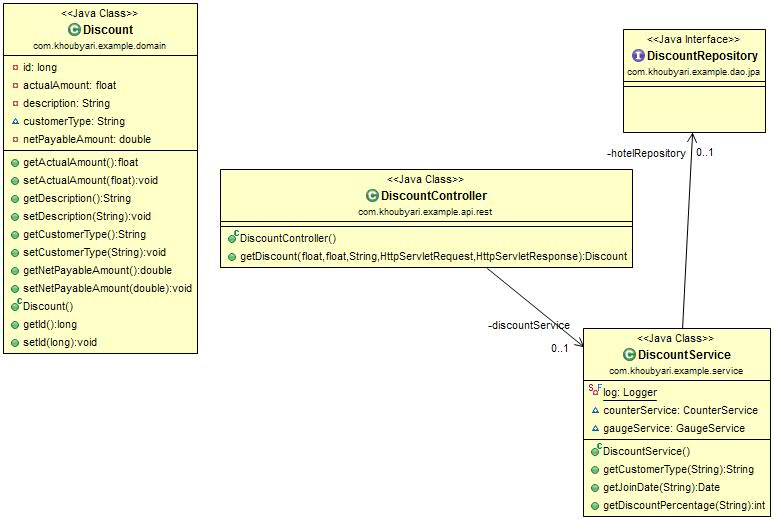 <<Java Class>>
Discount
com.khoubyari.example.domain
id: long
actualAmount: float
description: String
customerType: String
netPayableAmount: double
getActualAmount():float
setActualAmount(float):void
getDescription():String
setDescription(String):void
getCustomerType():String
setCustomerType(String):void
getNetPayableAmount():double
setNetPayableAmount(double):void
Discount()
getId():long
setId(long):void
<<Java Class>>
DiscountController
com.khoubyari.example.api.rest
DiscountController()
getDiscount(float,float,String,HttpServletRequest,HttpServletResponse):Discount
<<Java Interface>>
DiscountRepository
com.khoubyari.example.dao.jpa
-hotelRepository
0..1
-discountService
0..1
<<Java Class>>
DiscountService
com.khoubyari.example.service
log: Logger
counterService: CounterService
gaugeService: GaugeService
DiscountService()
getCustomerType(String):String
getJoinDate(String):Date
getDiscountPercentage(String):int